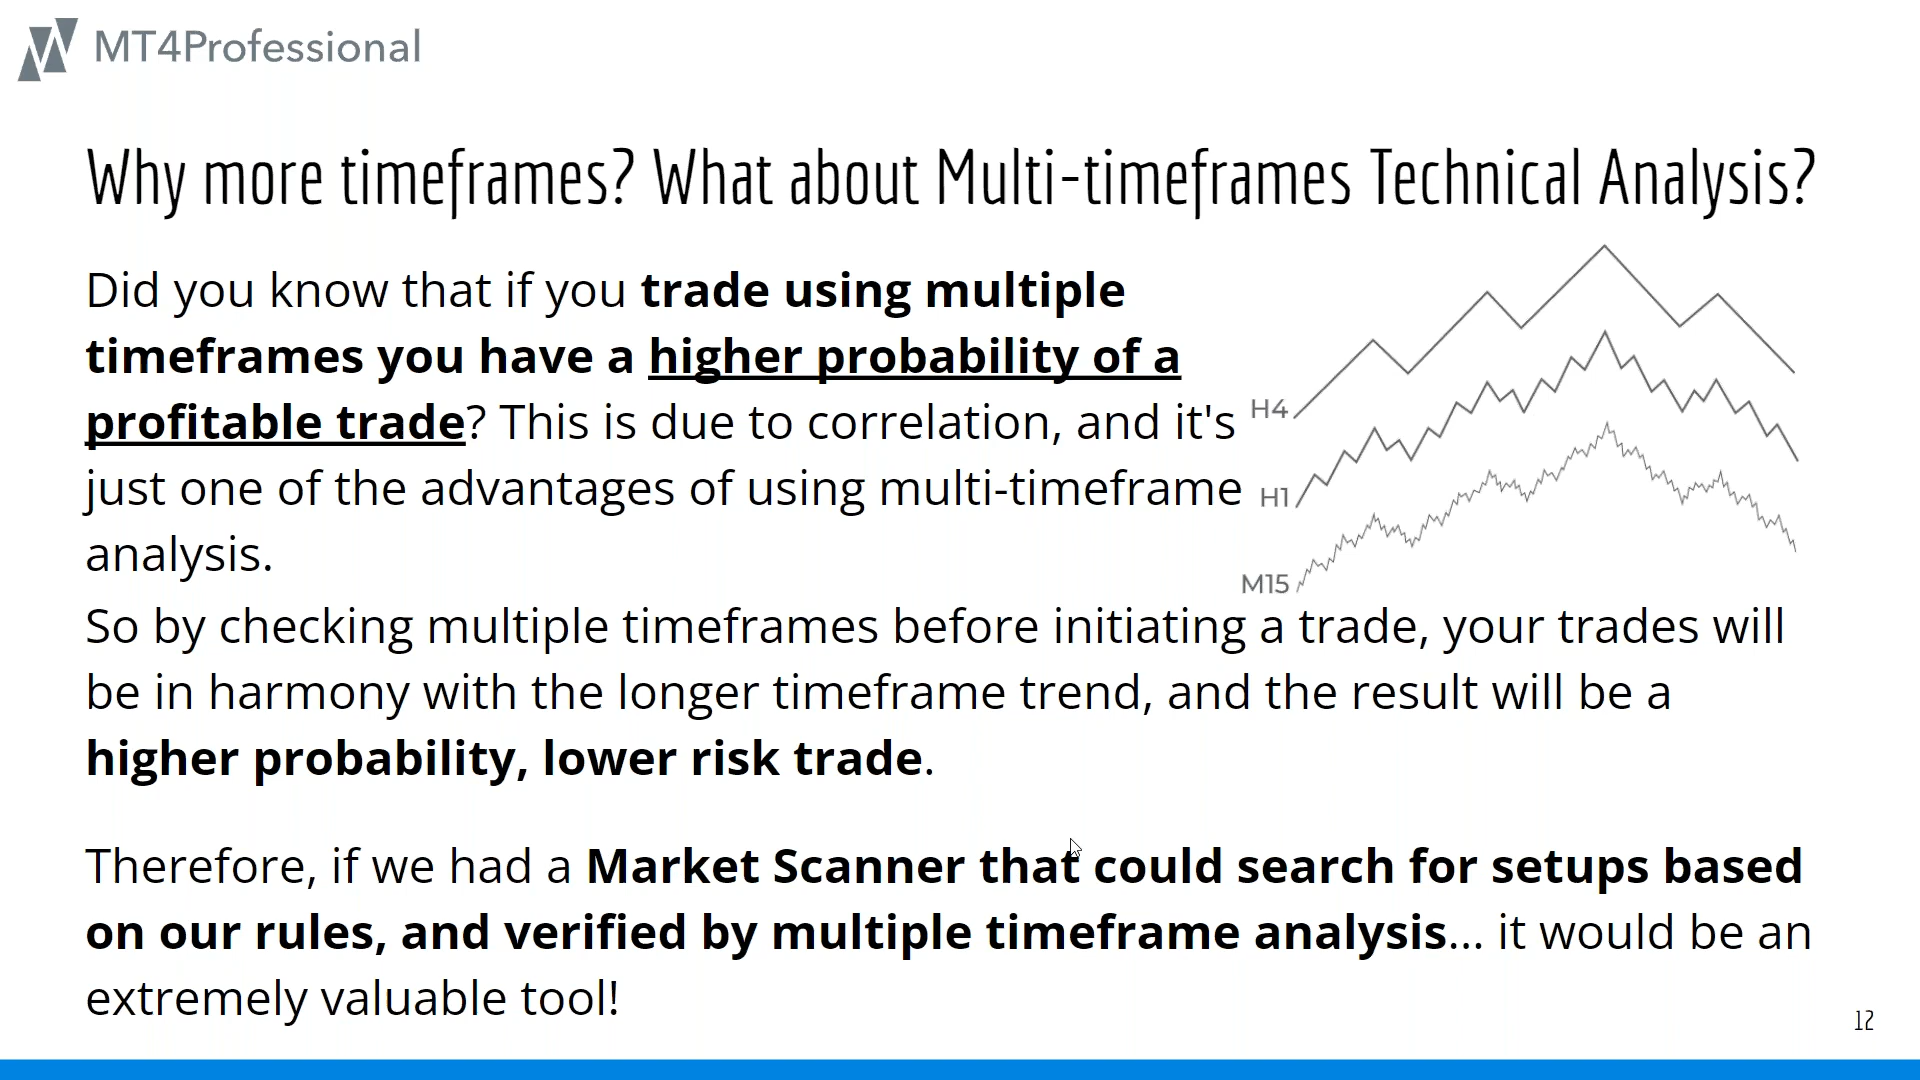 MT4Professional
Why more timeframes? What about Multi-timeframes Technical Analysis?
Did you know that if you trade using multiple
timeframes you have a higher probability of a
profitable trade? This is due to correlation, and it's
just one of the advantages of using multi-timeframe
analysis.
H4
H1
M15
So by checking multiple timeframes before initiating a trade, your trades will
be in harmony with the longer timeframe trend, and the result will be a
higher probability, lower risk trade.
Therefore, if we had a Market Scanner that could search for setups based
on our rules, and verified by multiple timeframe analysis... it would be an
extremely valuable tool!
12